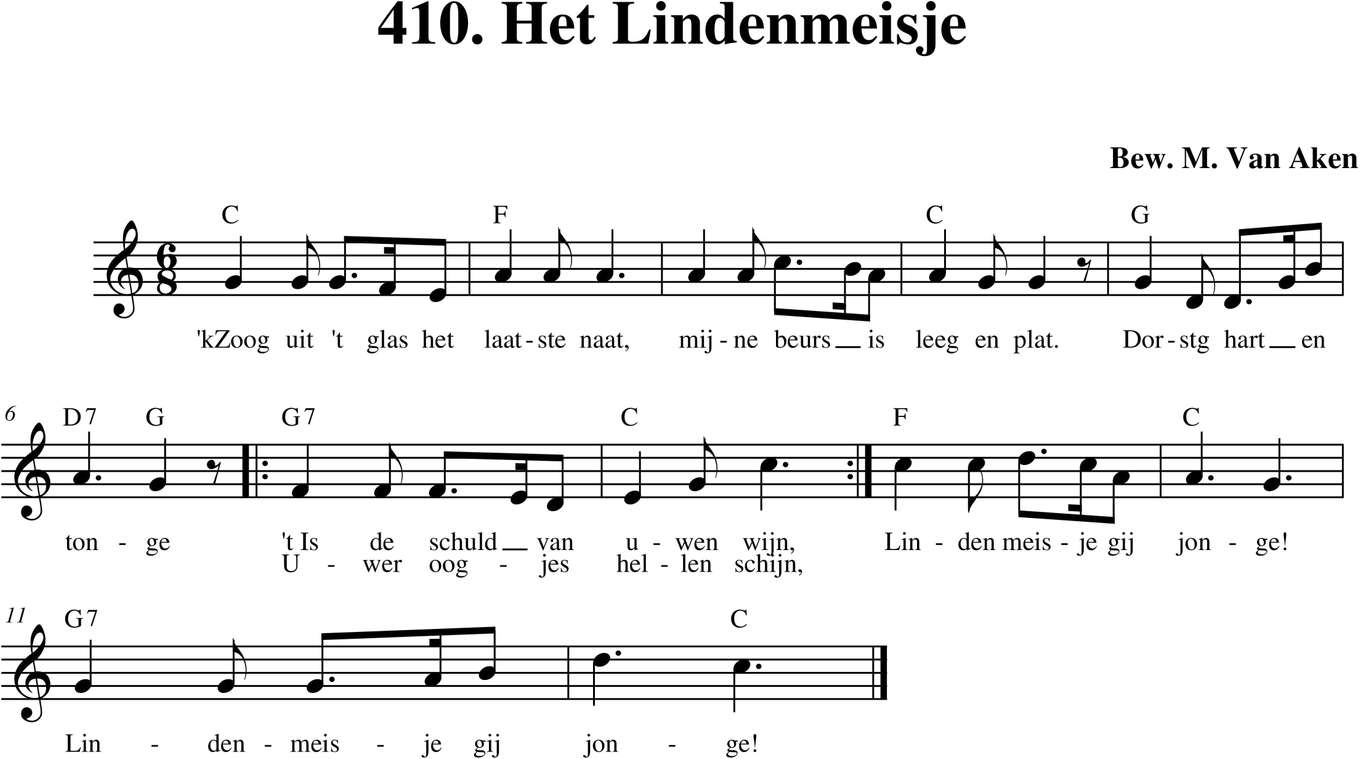 410. Het Lindenmeisje
Bew. M. Van Aken
C F C G
6 8
'kZoog uit 't glas het laat - ste naat, mij - ne beurs __ is leeg en plat. Dor - stg hart __ en
6 D7 G G7 C F C
ton - ge 't Is de schuld __ van u - wen wijn, Lin - den meis - je gij jon - ge!
U - wer oog - jes hel - len schijn,
11 G7 C
Lin - den - meis - je gij jon - ge!